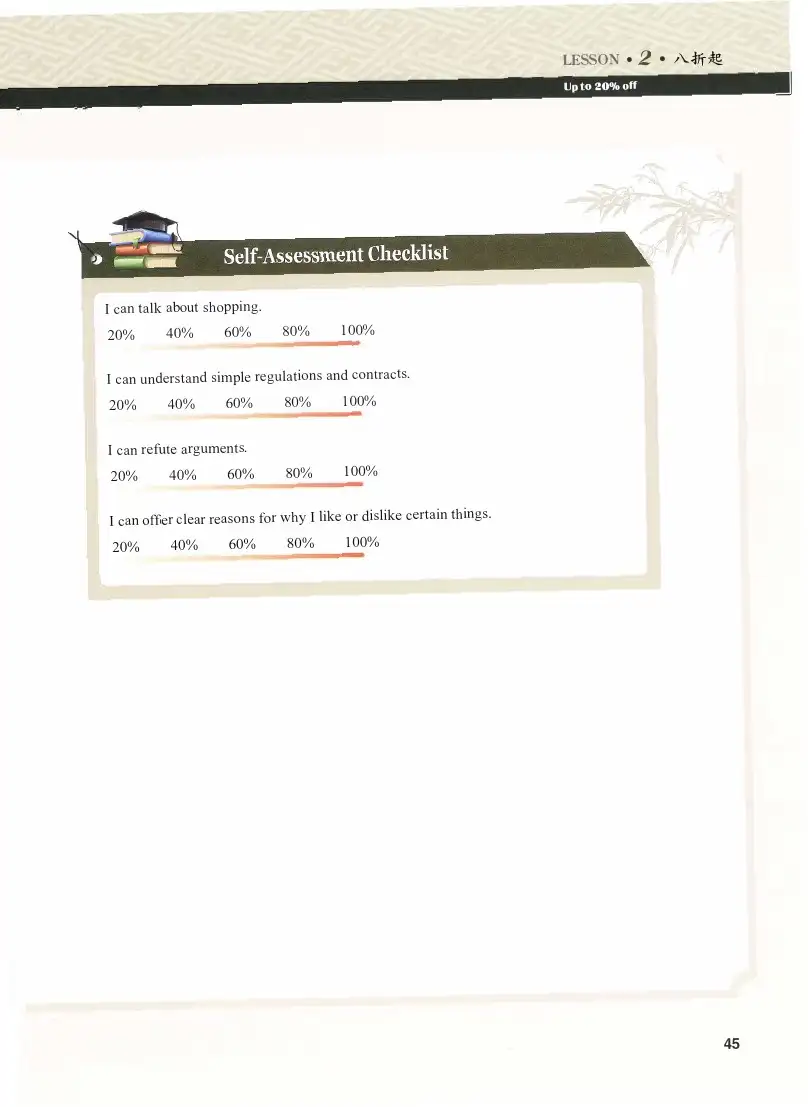 LESSON • 2 • 八折起
Up to 20% off
Self-Assessment Checklist
I can talk about shopping.
20% 40% 60% 80% 100%
I can understand simple regulations and contracts.
20% 40% 60% 80% 100%
I can refute arguments.
20% 40% 60% 80% 100%
I can offer clear reasons for why I like or dislike certain things.
20% 40% 60% 80% 100%
45